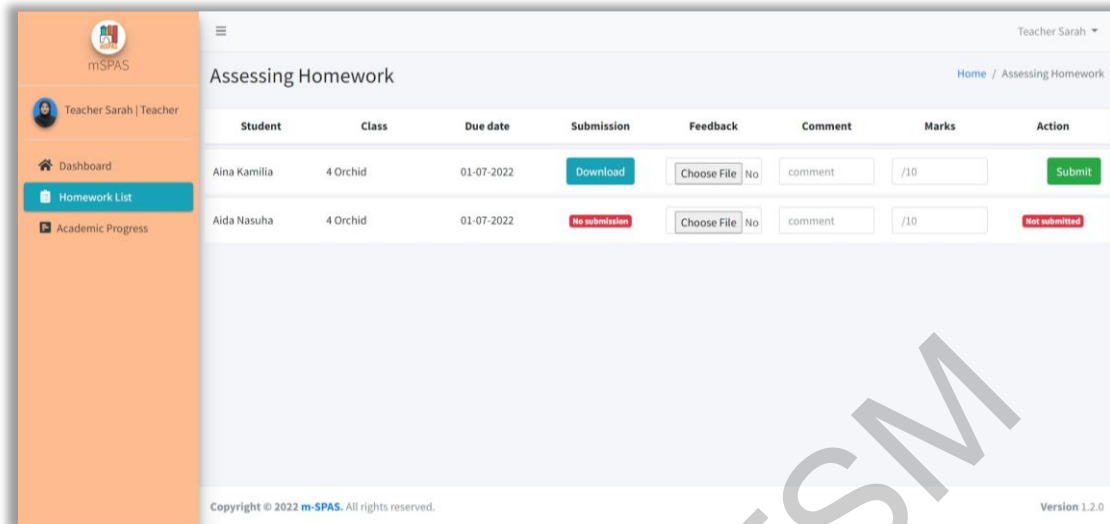 mSPAS
Teacher Sarah | Teacher
Dashboard
Homework List
Academic Progress
Teacher Sarah
Assessing Homework
Home / Assessing Homework
Student Class Due date Submission Feedback Comment Marks Action
Aina Kamilia 4 Orchid 01-07-2022 Download Choose File No comment /10 Submit
Aida Nasuha 4 Orchid 01-07-2022 No submission Choose File No comment /10 Not submitted
Copyright © 2022 m-SPAS. All rights reserved.
Version 1.2.0